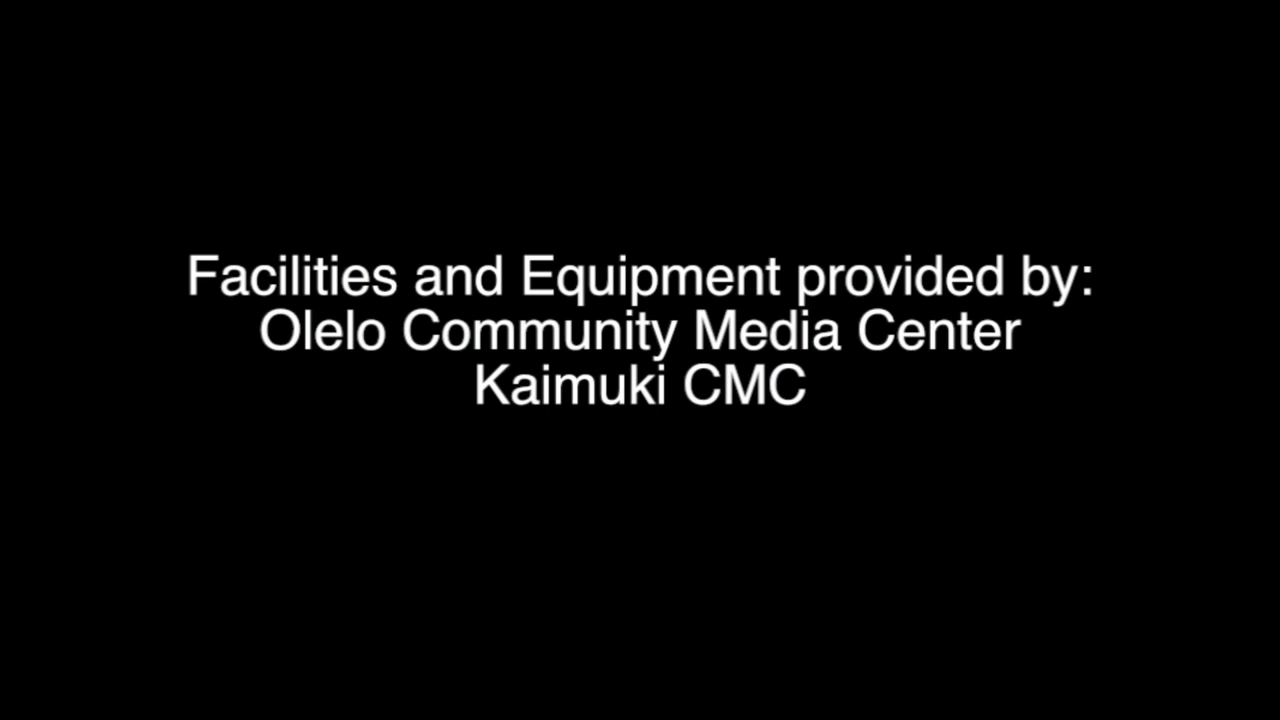 Facilities and Equipment provided by:
Olelo Community Media Center
Kaimuki CMC